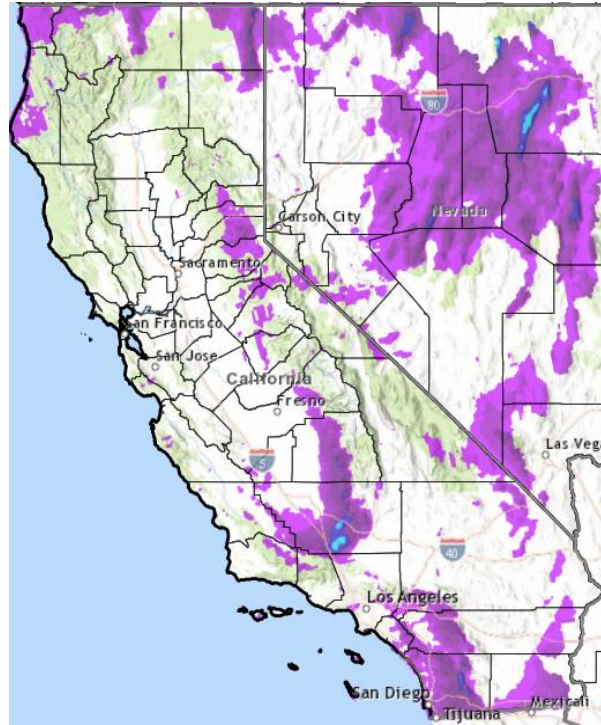 80
Nevada
Carson City
Sacramento
San Francisco
San Jose
California
Fresno
5
Las Vega
40
Los Angeles
San Diego
Tijuana
Mexicali